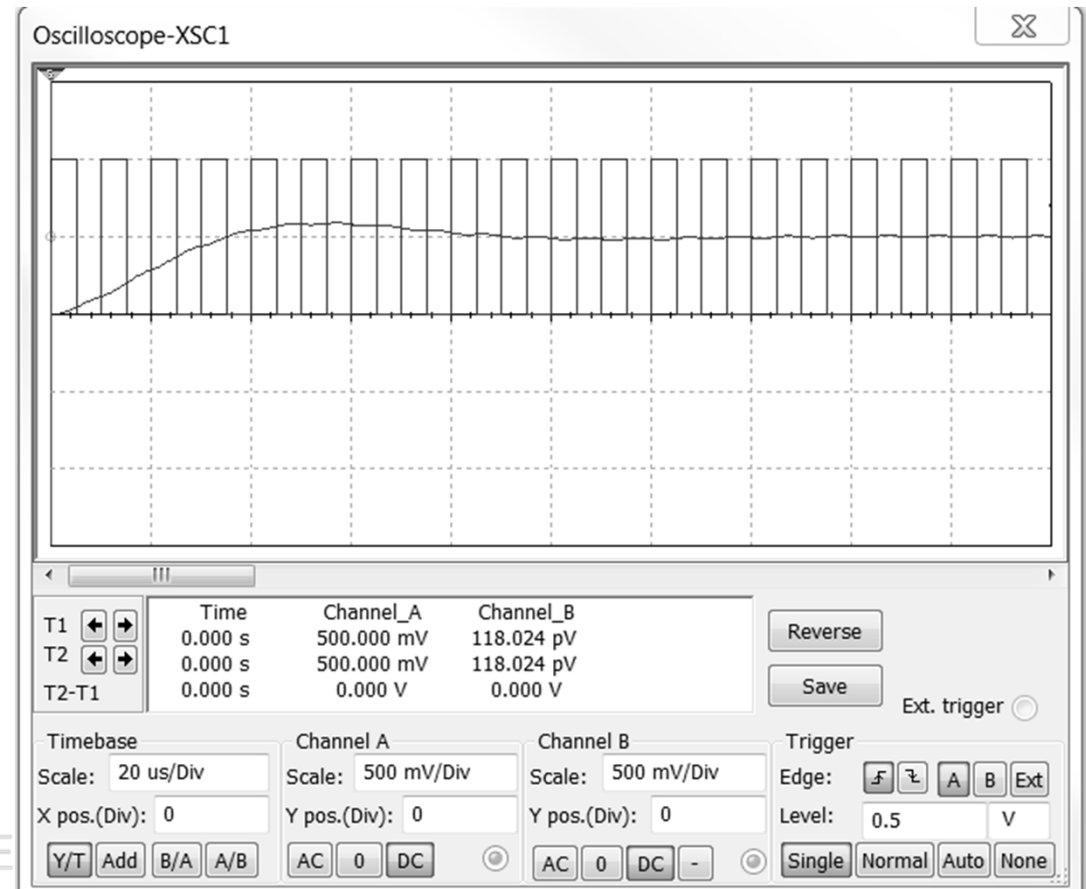 Oscilloscope-XSC1
Time Channel_A Channel_B
T1 0.000 s 500.000 mV 118.024 pV
T2 0.000 s 500.000 mV 118.024 pV
T2-T1 0.000 s 0.000 V 0.000 V
Reverse
Save
Ext. trigger
Timebase
Scale: 20 us/Div
X pos.(Div): 0
Y/T Add B/A A/B
Channel A
Scale: 500 mV/Div
Y pos.(Div): 0
AC 0 DC
Channel B
Scale: 500 mV/Div
Y pos.(Div): 0
AC 0 DC -
Trigger
Edge: A B Ext
Level: 0.5 V
Single Normal Auto None